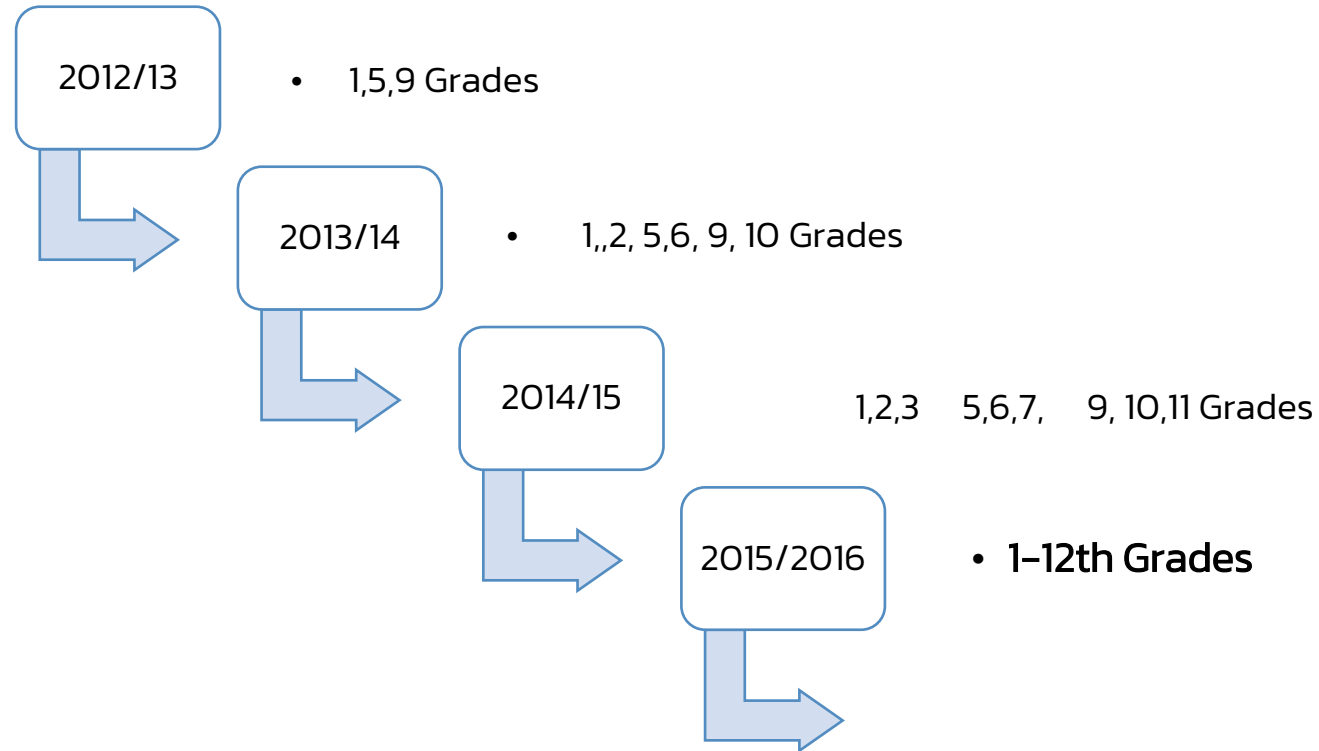 2012/13
• 1,5,9 Grades
2013/14
• 1,,2, 5,6, 9, 10 Grades
2014/15
1,2,3 5,6,7, 9, 10,11 Grades
2015/2016
• 1-12th Grades